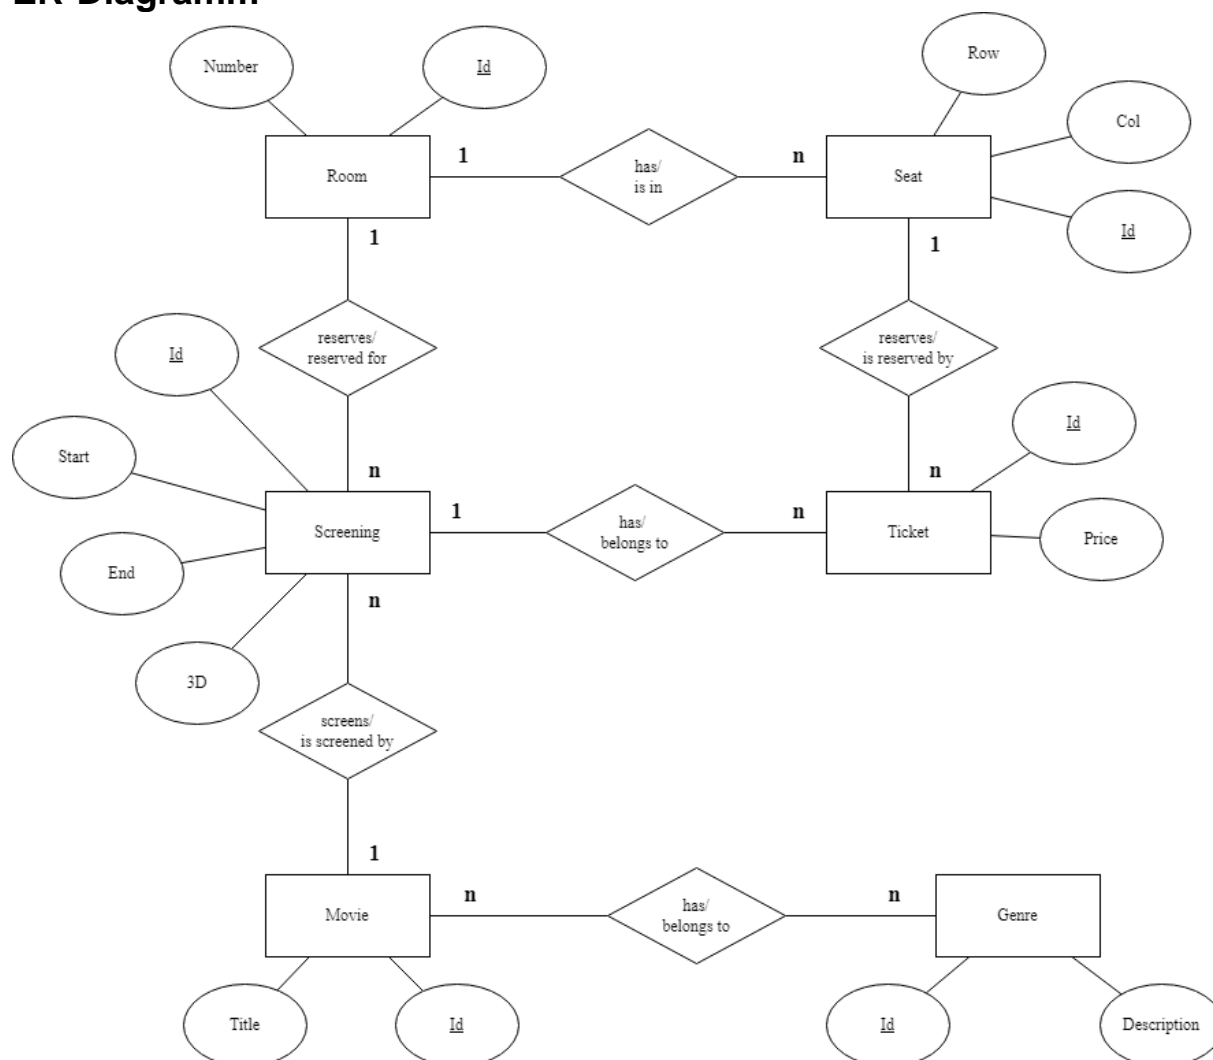 ER-Diagramm
Number
Id
Row
Col
Room
1
has/
is in
n
Seat
Id
1
1
reserves/
reserved for
reserves/
is reserved by
Id
Id
Start
n
n
Screening
1
has/
belongs to
n
Ticket
Price
End
n
3D
screens/
is screened by
1
Movie
n
has/
belongs to
n
Genre
Title
Id
Id
Description